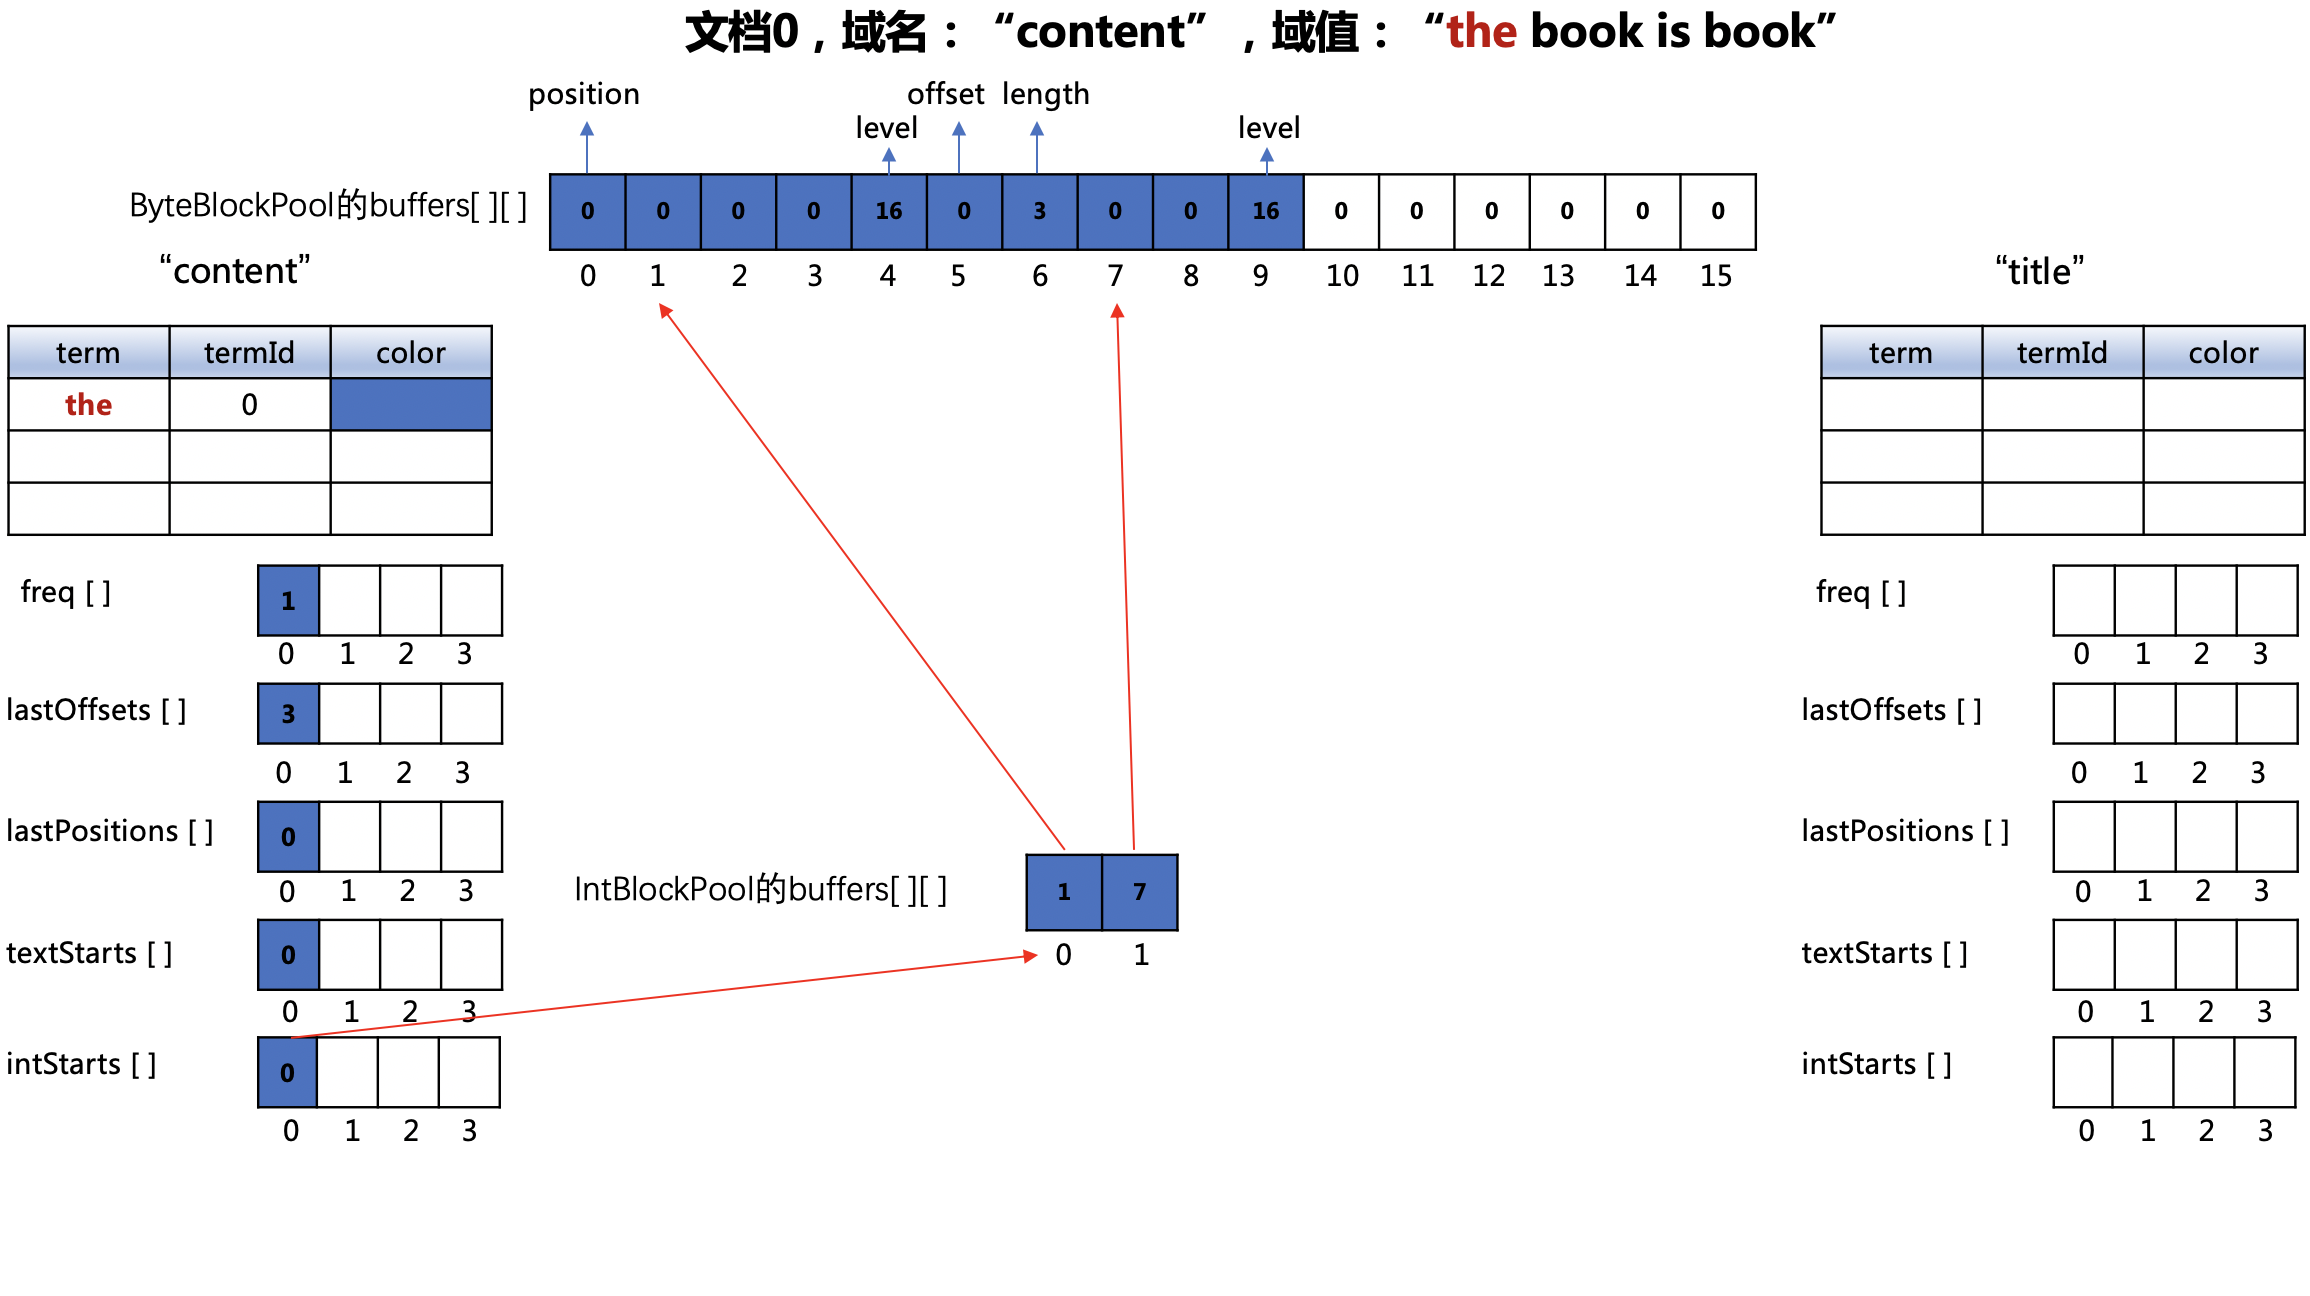 文档0，域名：“content”，域值：“the book is book”
position
offset length
level
level
ByteBlockPool的buffers[ ][ ]
0 0 0 0 16 0 3 0 0 16 0 0 0 0 0 0
0 1 2 3 4 5 6 7 8 9 10 11 12 13 14 15
“content”
term termId color
the 0
freq [ ]
1
0 1 2 3
lastOffsets [ ]
3
0 1 2 3
lastPositions [ ]
0
0 1 2 3
textStarts [ ]
0
0 1 2 3
intStarts [ ]
0
0 1 2 3
IntBlockPool的buffers[ ][ ]
1 7
0 1
“title”
term termId color
freq [ ]
0 1 2 3
lastOffsets [ ]
0 1 2 3
lastPositions [ ]
0 1 2 3
textStarts [ ]
0 1 2 3
intStarts [ ]
0 1 2 3